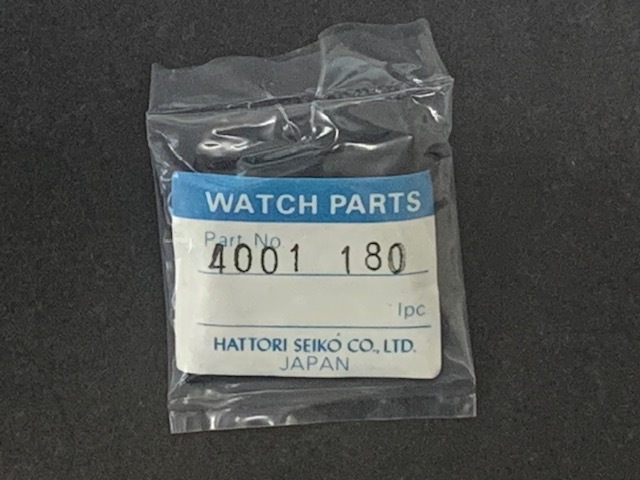 WATCH PARTS
Part No
4001 180
1pc
HATTORI SEIKO CO., LTD.
JAPAN